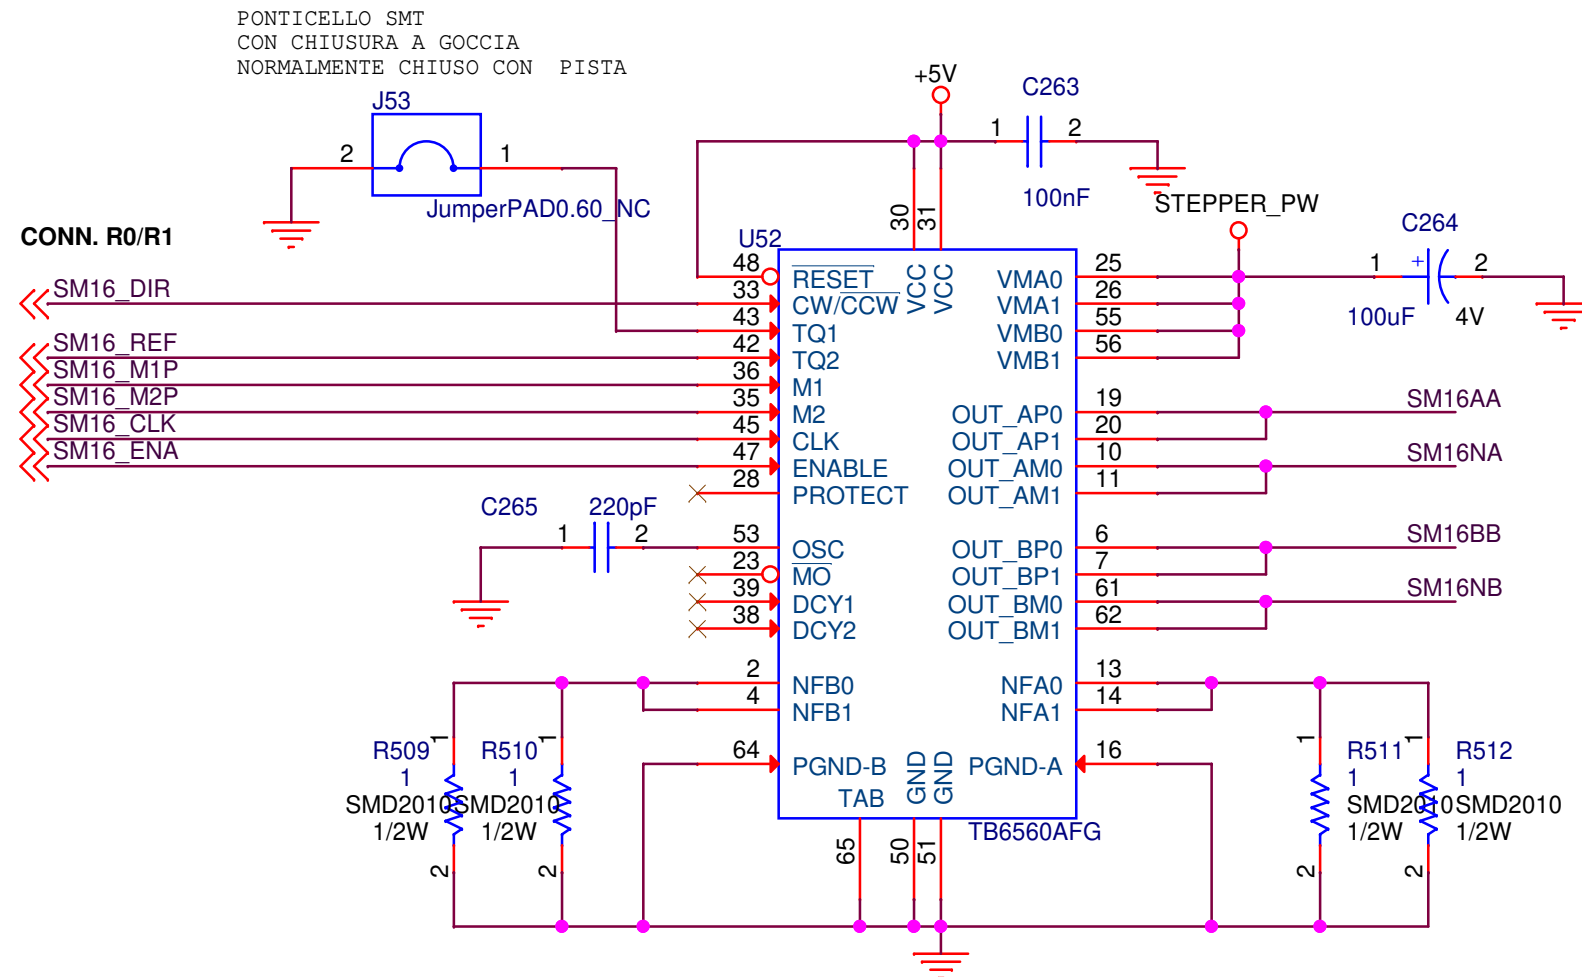 PONTICELLO SMT
CON CHIUSURA A GOCCIA
NORMALMENTE CHIUSO CON PISTA
J53
2
1
JumperPAD0.60_NC
+5V
C263
1
2
100nF
STEPPER_PW
C264
1
+
2
100uF
4V
CONN. R0/R1
SM16_DIR
SM16_REF
SM16_M1P
SM16_M2P
SM16_CLK
SM16_ENA
U52
30
31
VCC
VCC
48
RESET
33
CW/CCW
43
TQ1
42
TQ2
36
M1
35
M2
45
CLK
47
ENABLE
28
PROTECT
C265
220pF
1
2
53
OSC
23
MO
39
DCY1
38
DCY2
2
NFB0
4
NFB1
64
PGND-B
TAB
GND
GND
65
50
51
25
VMA0
26
VMA1
55
VMB0
56
VMB1
19
OUT_AP0
20
OUT_AP1
10
OUT_AM0
11
OUT_AM1
6
OUT_BP0
7
OUT_BP1
61
OUT_BM0
62
OUT_BM1
13
NFA0
14
NFA1
16
PGND-A
TB6560AFG
SM16AA
SM16NA
SM16BB
SM16NB
R509
1
SMD2010
1/2W
1
2
R510
1
SMD2010
1/2W
1
2
R511
1
SMD2010
1/2W
1
2
R512
1
SMD2010
1/2W
1
2